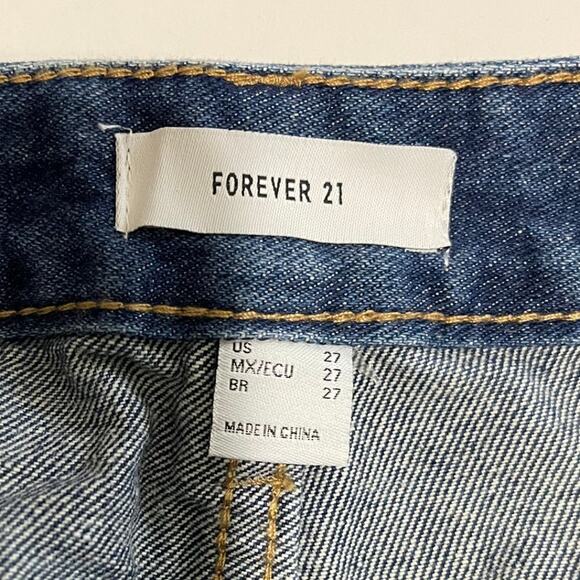 FOREVER 21
US 27
MX/ECU 27
BR 27
MADE IN CHINA